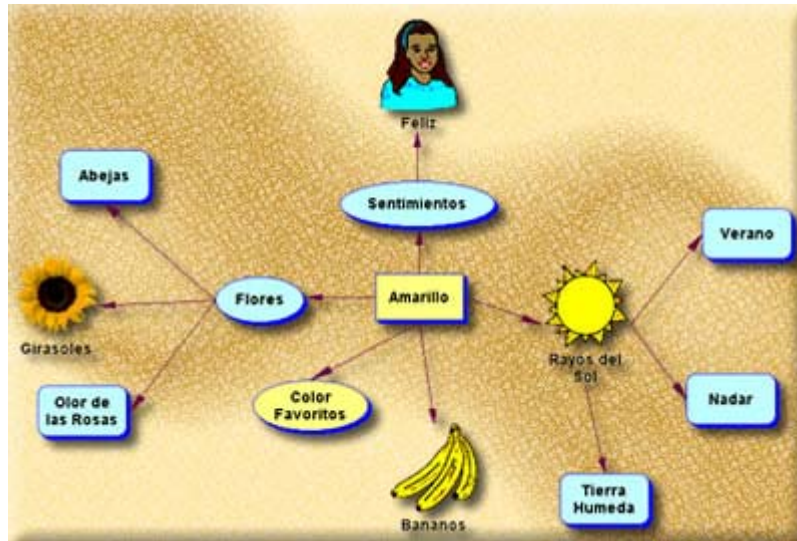 Feliz
Abejas
Sentimientos
Verano
Flores
Amarillo
Girasoles
Rayos del
Sol
Olor de
las Rosas
Color
Favoritos
Nadar
Bananos
Tierra
Humeda